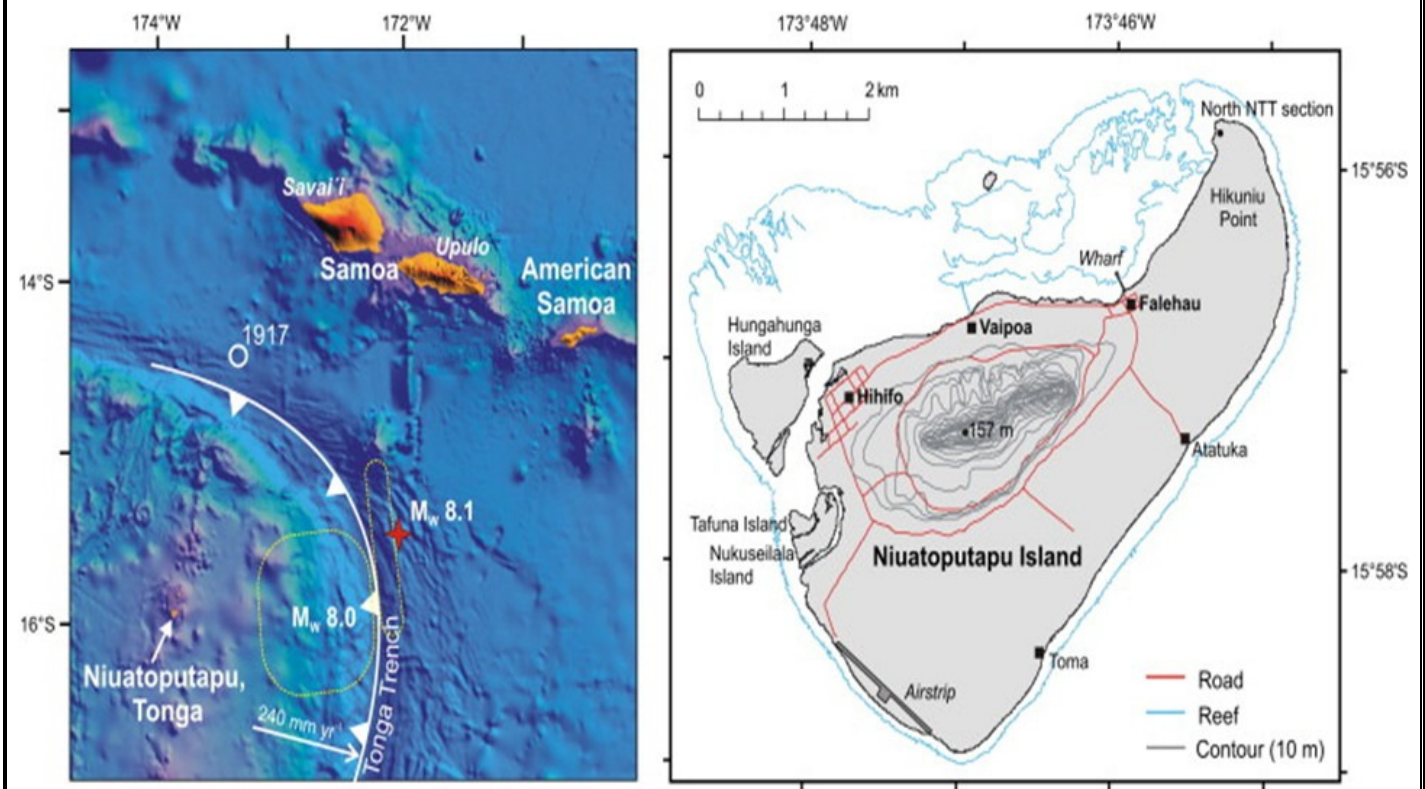 174°W
172°W
Savai'i
Upulo
Samoa
American
Samoa
14°S
1917
Mw 8.1
Mw 8.0
16°S
Niuatoputapu,
Tonga
240 mm yr⁻¹
Tonga Trench
173°48'W
173°46'W
0 1 2 km
North NTT section
15°56'S
Hikuniu
Point
Wharf
Falehau
Vaipoa
Hungahunga
Island
Hihifo
157 m
Atatuka
Tafuna Island
Nukuseilala
Island
Niuatoputapu Island
15°58'S
Toma
Airstrip
Road
Reef
Contour (10 m)